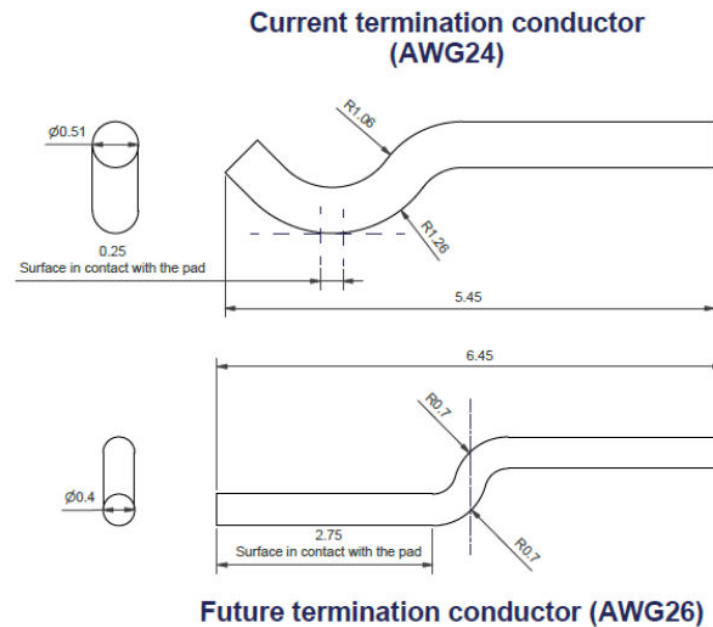 Current termination conductor
(AWG24)
R1.06
Ø0.51
R1.26
0.25
Surface in contact with the pad
5.45
6.45
R0.7
Ø0.4
2.75
Surface in contact with the pad
R0.7
Future termination conductor (AWG26)